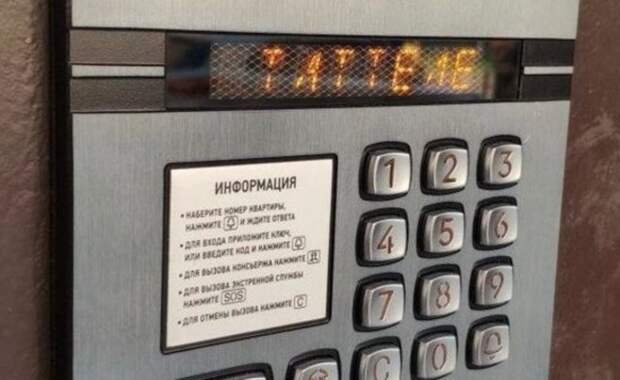 ТАТТЕЛЕ
ИНФОРМАЦИЯ
• НАБЕРИТЕ НОМЕР КВАРТИРЫ,
НАЖМИТЕ И ЖДИТЕ ОТВЕТА
• ДЛЯ ВХОДА ПРИЛОЖИТЕ КЛЮЧ,
ИЛИ ВВЕДИТЕ КОД И НАЖМИТЕ
• ДЛЯ ВЫЗОВА КОНСЬЕРЖА НАЖМИТЕ
• ДЛЯ ВЫЗОВА ЭКСТРЕННОЙ СЛУЖБЫ
НАЖМИТЕ SOS
• ДЛЯ ОТМЕНЫ ВЫЗОВА НАЖМИТЕ C
1 2 3
4 5 6
7 8 9
C 0